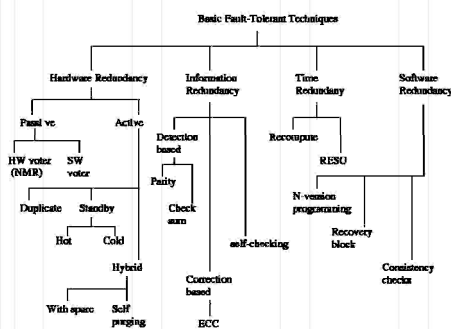 Basic Fault-Tolerant Techniques
Hardware Redundancy
Information
Redundancy
Time
Redundany
Software
Redundancy
Passive
Active
HW voter
(NMR)
SW
voter
Detection
based
Recompute
RESO
Parity
Check
sum
N-version
programming
Duplicate
Standby
Hot
Cold
self-checking
Recovery
block
Hybrid
Correction
based
Consistency
checks
With spare
Self
purging
ECC